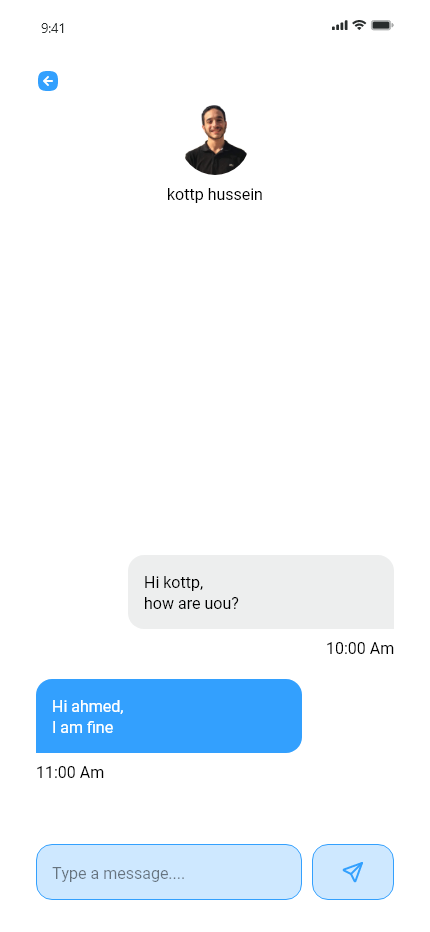 9:41
kottp hussein
Hi kottp,
how are uou?
10:00 Am
Hi ahmed,
I am fine
11:00 Am
Type a message....